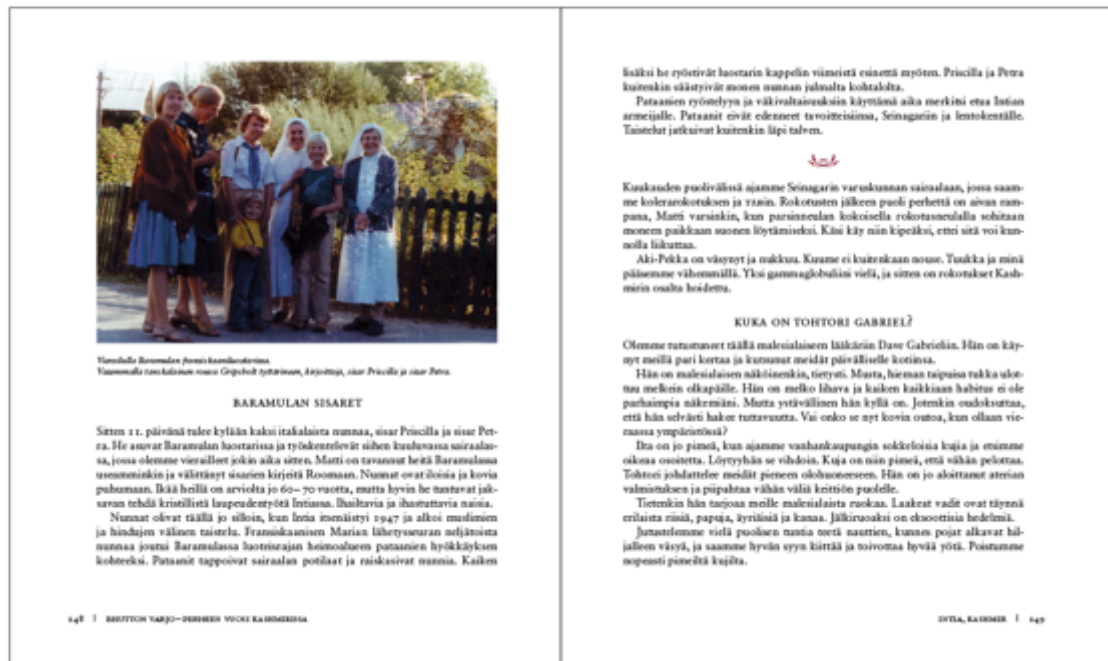 Vierailulla Baramulan fransiskaaniluostarissa.
Vasemmalla tanskalainen rouva Gripsholt tyttärineen, kirjoittaja, sisar Priscilla ja sisar Petra.
BARAMULAN SISARET
Sitten 11. päivänä tulee kylään kaksi italialaista nunnaa, sisar Priscilla ja sisar Pet-
ra. He asuvat Baramulan luostarissa ja työskentelevät siihen kuuluvassa sairaalas-
sa, jossa olemme vierailleet jokin aika sitten. Matti on tavannut heitä Baramulassa
useamminkin ja välittänyt sisarien kirjeitä Roomaan. Nunnat ovat iloisia ja kovia
puhumaan. Ikää heillä on arviolta jo 60–70 vuotta, mutta hyvin he tuntuvat jak-
savan tehdä kristillistä laupeudentyötä Intiassa. Ihailtavia ja ihastuttavia naisia.
Nunnat olivat täällä jo silloin, kun Intia itsenäistyi 1947 ja alkoi muslimien
ja hindujen välinen taistelu. Fransiskaanisen Marian lähetysseuran neljätoista
nunnaa joutui Baramulassa luoteisrajan heimoalueen pataanien hyökkäyksen
kohteeksi. Pataanit tappoivat sairaalan potilaat ja raiskasivat nunnia. Kaiken
148 | BHUTTON VARJO – PERHEEN VUOSI KASHMIRISSA
lisäksi he ryöstivät luostarin kappelin viimeistä esinettä myöten. Priscilla ja Petra
kuitenkin säästyivät monen nunnan julmalta kohtalolta.
Pataanien ryöstelyyn ja väkivaltaisuuksiin käyttämä aika merkitsi etua Intian
armeijalle. Pataanit eivät edenneet tavoitteisiinsa, Srinagariin ja lentokentälle.
Taistelut jatkuivat kuitenkin läpi talven.
Kuukauden puolivälissä ajamme Srinagarin varuskunnan sairaalaan, jossa saam-
me kolerarokotuksen ja TABin. Rokotusten jälkeen puoli perhettä on aivan ram-
pana, Matti varsinkin, kun parsinneulan kokoisella rokotusneulalla sohitaan
moneen paikkaan suonen löytämiseksi. Käsi käy niin kipeäksi, ettei sitä voi kun-
nolla liikuttaa.
Aki-Pekka on väsynyt ja nukkuu. Kuume ei kuitenkaan nouse. Tuukka ja minä
pääsemme vähemmällä. Yksi gammaglobuliini vielä, ja sitten on rokotukset Kash-
mirin osalta hoidettu.
KUKA ON TOHTORI GABRIEL?
Olemme tutustuneet täällä malesialaiseen lääkäriin Dave Gabrieliin. Hän on käy-
nyt meillä pari kertaa ja kutsunut meidät päivälliselle kotiinsa.
Hän on malesialaisen näköinenkin, tietysti. Musta, hieman taipuisa tukka ulot-
tuu melkein olkapäille. Hän on melko lihava ja kaiken kaikkiaan habitus ei ole
parhaimpia näkemiäni. Mutta ystävällinen hän kyllä on. Jotenkin oudoksuttaa,
että hän selvästi hakee tuttavuutta. Vai onko se nyt kovin outoa, kun ollaan vie-
raassa ympäristössä?
Ilta on jo pimeä, kun ajamme vanhankaupungin sokkeloisia kujia ja etsimme
oikeaa osoitetta. Löytyyhän se vihdoin. Kuja on niin pimeä, että vähän pelottaa.
Tohtori johdattelee meidät pieneen olohuoneeseen. Hän on jo aloittanut aterian
valmistuksen ja piipahtaa vähän väliä keittiön puolelle.
Tietenkin hän tarjoaa meille malesialaista ruokaa. Laakeat vadit ovat täynnä
erilaista riisiä, papuja, äyriäisiä ja kanaa. Jälkiruoaksi on eksoottisia hedelmiä.
Jutustelemme vielä puolisen tuntia teetä nauttien, kunnes pojat alkavat hil-
jalleen väsyä, ja saamme hyvän syyn kiittää ja toivottaa hyvää yötä. Poistumme
nopeasti pimeiltä kujilta.
INTIA, KASHMIR | 149